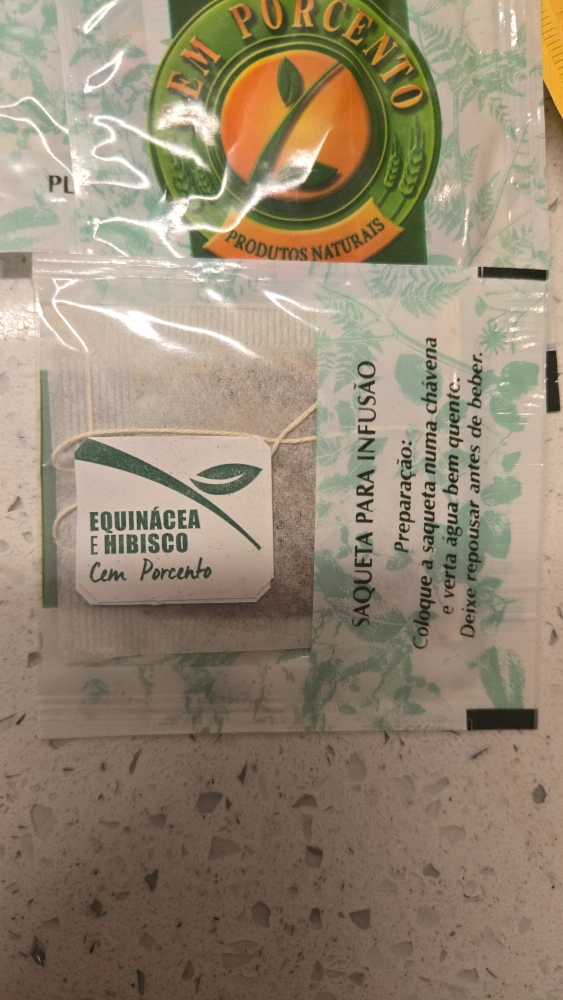 EM PORCENTO
PRODUTOS NATURAIS
PL
EQUINÁCEA
E HIBISCO
Cem Porcento
SAQUETA PARA INFUSÃO
Preparação:
Coloque a saqueta numa chávena
e verta água bem quente.
Deixe repousar antes de beber.